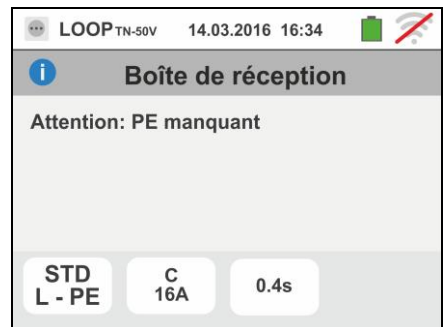 LOOP TN-50V 14.03.2016 16:34
i Boîte de réception
Attention: PE manquant
STD C 0.4s
L - PE 16A